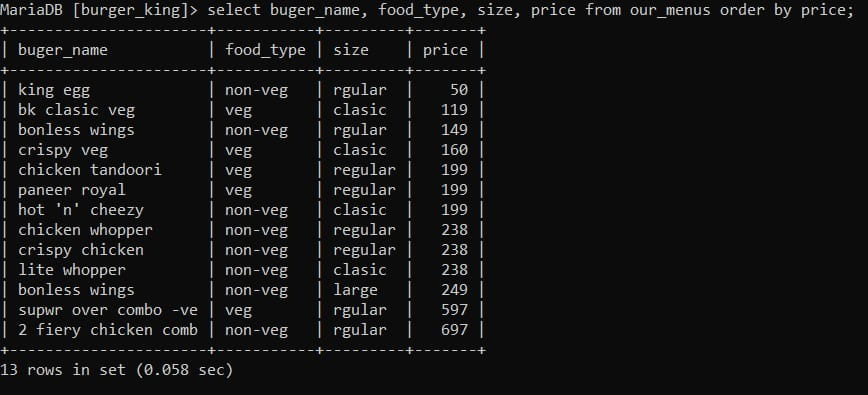 MariaDB [burger_king]> select buger_name, food_type, size, price from our_menus order by price;
+----------------------+-----------+---------+-------+
| buger_name           | food_type | size    | price |
+----------------------+-----------+---------+-------+
| king egg             | non-veg   | rgular  |    50 |
| bk clasic veg        | veg       | clasic  |   119 |
| bonless wings        | non-veg   | rgular  |   149 |
| crispy veg           | veg       | clasic  |   160 |
| chicken tandoori     | veg       | regular |   199 |
| paneer royal         | veg       | regular |   199 |
| hot 'n' cheezy       | non-veg   | clasic  |   199 |
| chicken whopper      | non-veg   | regular |   238 |
| crispy chicken       | non-veg   | regular |   238 |
| lite whopper         | non-veg   | clasic  |   238 |
| bonless wings        | non-veg   | large   |   249 |
| supwr over combo -ve | veg       | rgular  |   597 |
| 2 fiery chicken comb | non-veg   | rgular  |   697 |
+----------------------+-----------+---------+-------+
13 rows in set (0.058 sec)